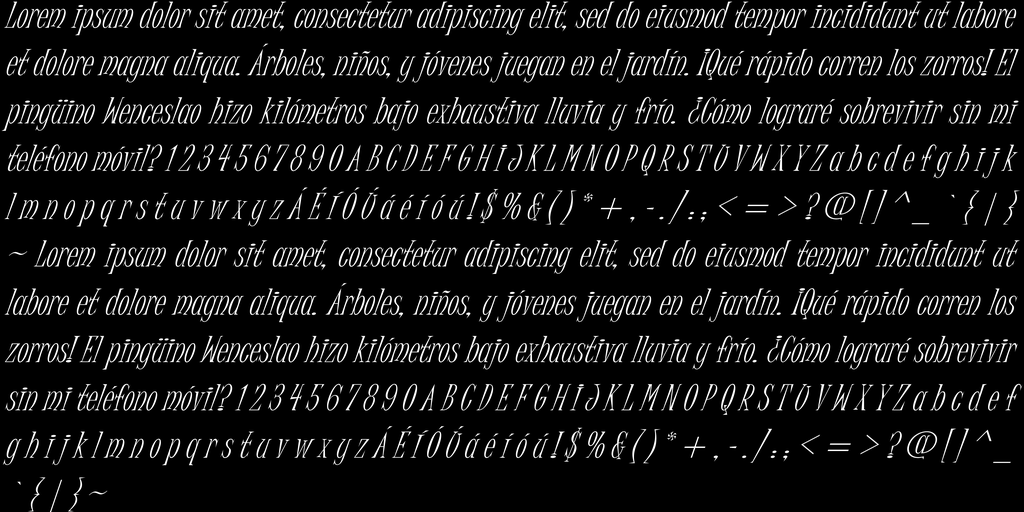 Lorem ipsum dolor sit amet, consectetur adipiscing elit, sed do eiusmod tempor incididunt ut labore
et dolore magna aliqua. Árboles, niños, y jóvenes juegan en el jardín. ¡Qué rápido corren los zorros! El
pingüino Wenceslao hizo kilómetros bajo exhaustiva lluvia y frío. ¿Cómo lograré sobrevivir sin mi
teléfono móvil? 1 2 3 4 5 6 7 8 9 0 A B C D E F G H I J K L M N O P Q R S T U V W X Y Z a b c d e f g h i j k
l m n o p q r s t u v w x y z Á É Í Ó Ú á é í ó ú ! $ % & ( ) * + , - . / : ; < = > ? @ [ ] ^ _ ` { | }
~ Lorem ipsum dolor sit amet, consectetur adipiscing elit, sed do eiusmod tempor incididunt ut
labore et dolore magna aliqua. Árboles, niños, y jóvenes juegan en el jardín. ¡Qué rápido corren los
zorros! El pingüino Wenceslao hizo kilómetros bajo exhaustiva lluvia y frío. ¿Cómo lograré sobrevivir
sin mi teléfono móvil? 1 2 3 4 5 6 7 8 9 0 A B C D E F G H I J K L M N O P Q R S T U V W X Y Z a b c d e f
g h i j k l m n o p q r s t u v w x y z Á É Í Ó Ú á é í ó ú ! $ % & ( ) * + , - . / : ; < = > ? @ [ ] ^ _
` { | } ~